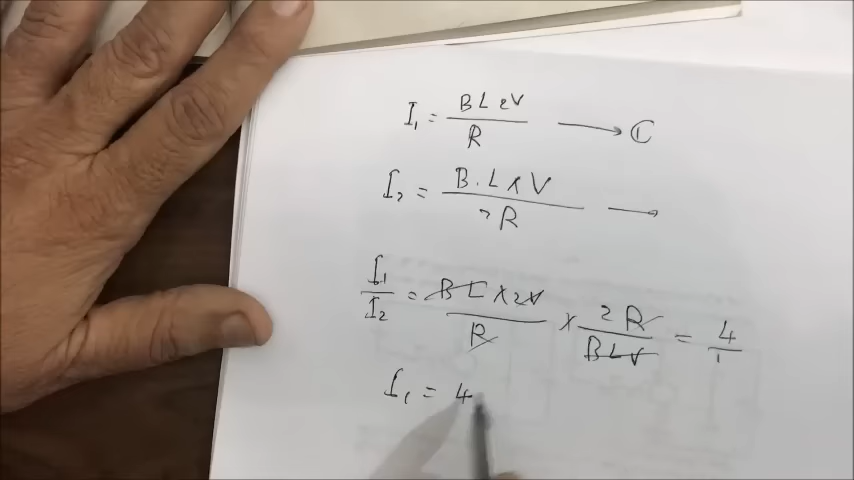 I₁ = BL2V / R → ①
I₂ = B.L×V / 2R →
I₁ / I₂ = BL×2V / R × 2R / BLV = 4 / 1
I₁ = 4